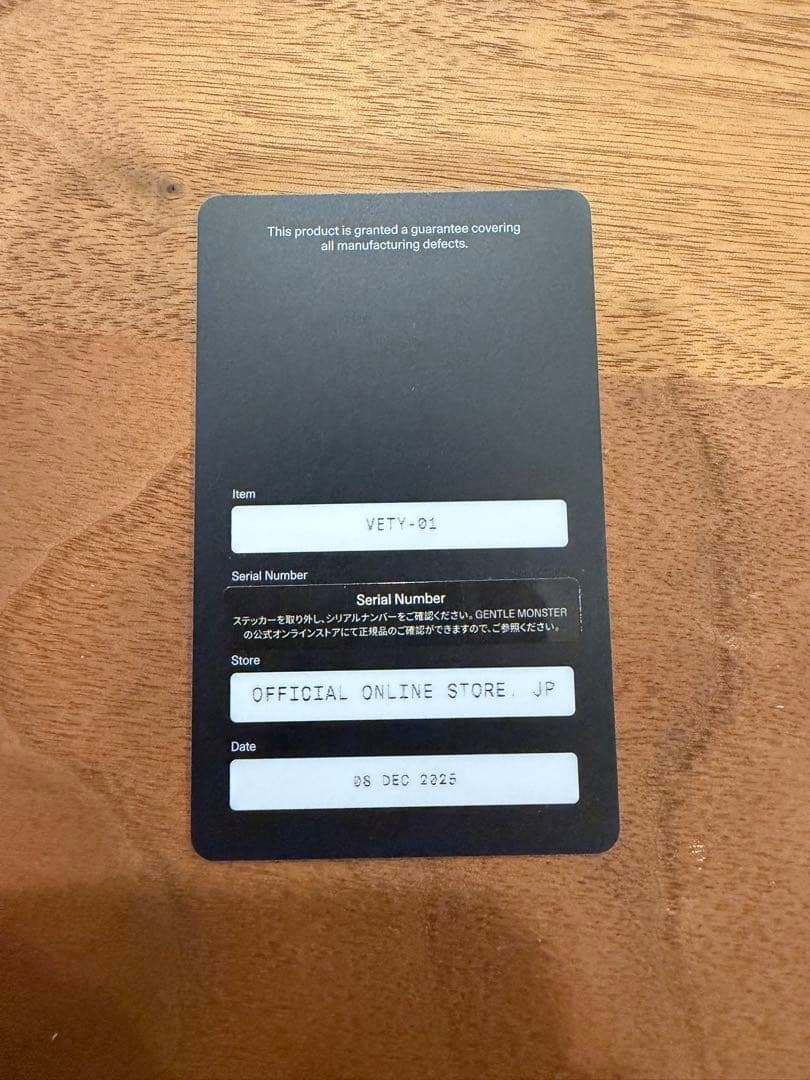 This product is granted a guarantee covering
all manufacturing defects.
Item
VETY-01
Serial Number
Serial Number
ステッカーを取り外し、シリアルナンバーをご確認ください。GENTLE MONSTER
の公式オンラインストアにて正規品のご確認ができますので、ご参照ください。
Store
OFFICIAL ONLINE STORE, JP
Date
08 DEC 2025